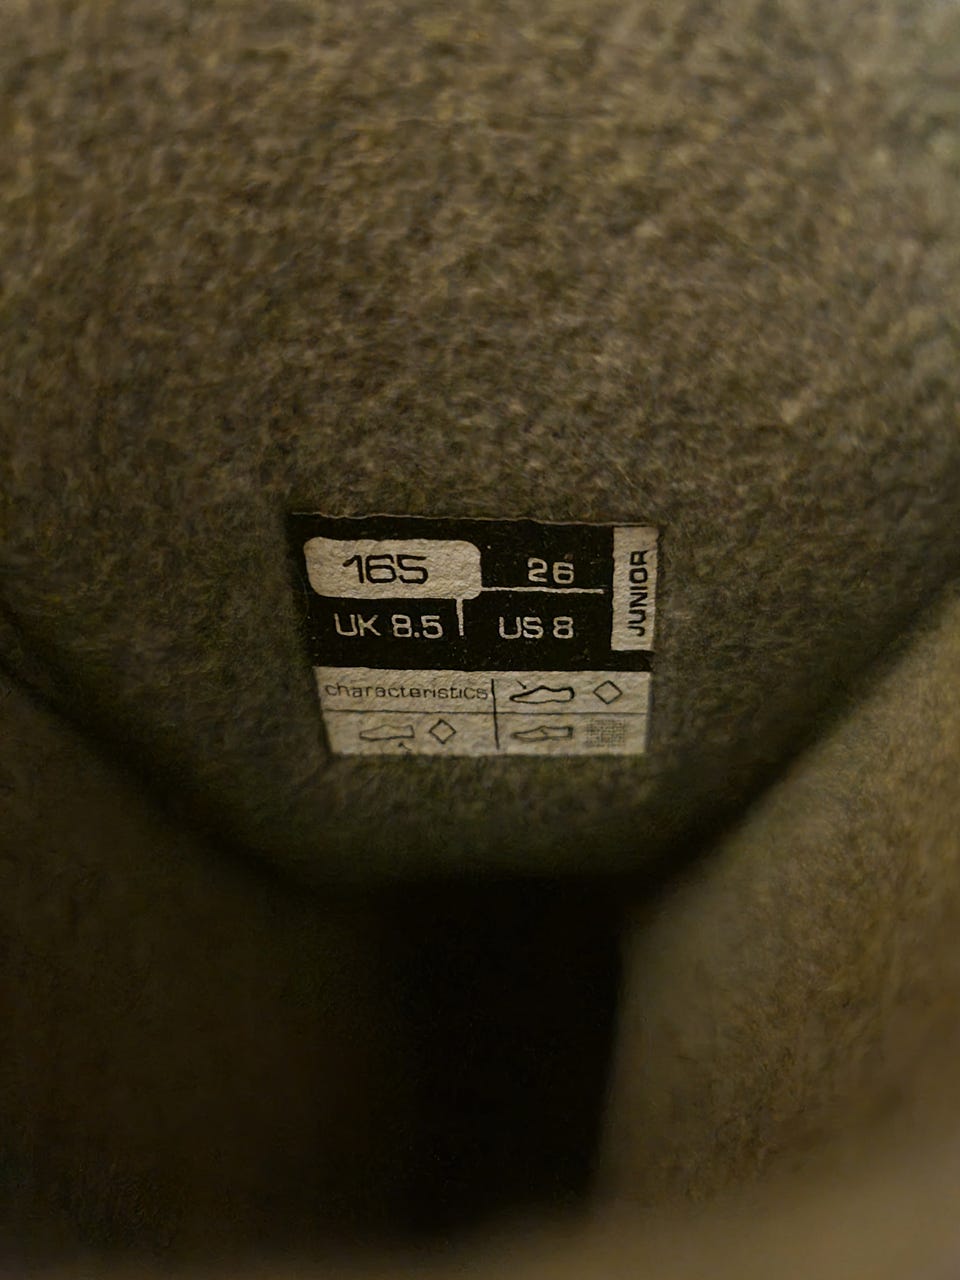 165 26
UK 8.5 US 8
JUNIOR
characteristics